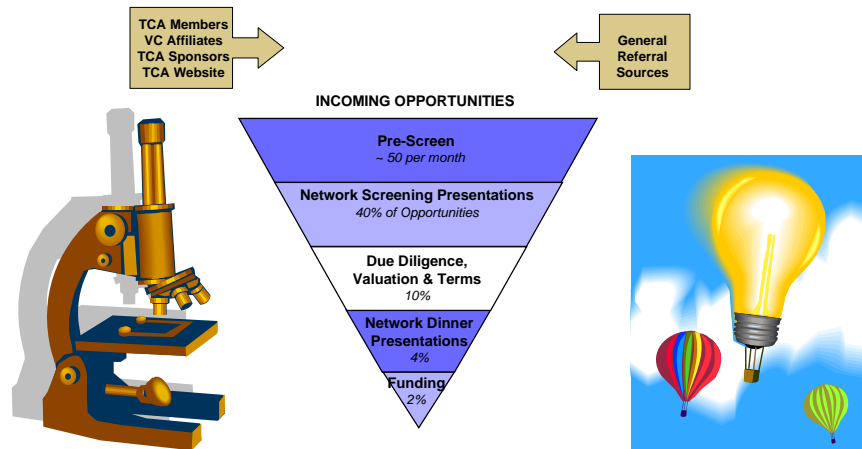 TCA Members
VC Affiliates
TCA Sponsors
TCA Website
General
Referral
Sources
INCOMING OPPORTUNITIES
Pre-Screen
~ 50 per month
Network Screening Presentations
40% of Opportunities
Due Diligence,
Valuation & Terms
10%
Network Dinner
Presentations
4%
Funding
2%